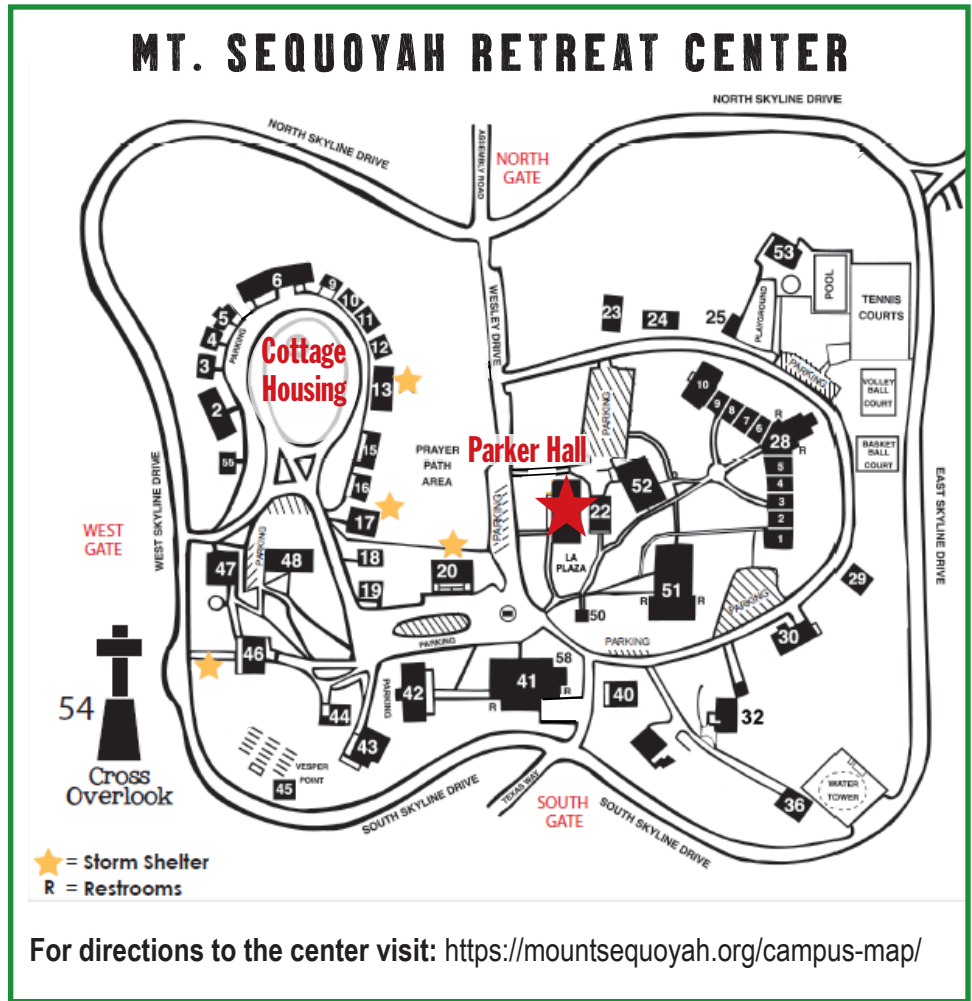 MT. SEQUOYAH RETREAT CENTER
NORTH SKYLINE DRIVE
NORTH SKYLINE DRIVE
ASSEMBLY ROAD
NORTH
GATE
WESLEY DRIVE
53
POOL
PLAYGROUND
TENNIS
COURTS
6
9
10
11
12
5
4
3
PARKING
Cottage
Housing
13
2
23
24
25
PARKING
VOLLEY
BALL
COURT
PARKING
10
9
8
7
6
R
28
R
5
4
3
2
1
BASKET
BALL
COURT
EAST SKYLINE DRIVE
55
15
16
17
PRAYER
PATH
AREA
Parker Hall
PARKING
52
22
LA
PLAZA
WEST SKYLINE DRIVE
WEST
GATE
PARKING
47
48
18
19
20
50
51
R
R
PARKING
29
30
PARKING
PARKING
46
54
Cross
Overlook
44
43
PARKING
42
41
58
R
R
40
32
VESPER
POINT
45
SOUTH SKYLINE DRIVE
TEXAS WAY
SOUTH
GATE
SOUTH SKYLINE DRIVE
36
WATER
TOWER
= Storm Shelter
R = Restrooms
For directions to the center visit: https://mountsequoyah.org/campus-map/